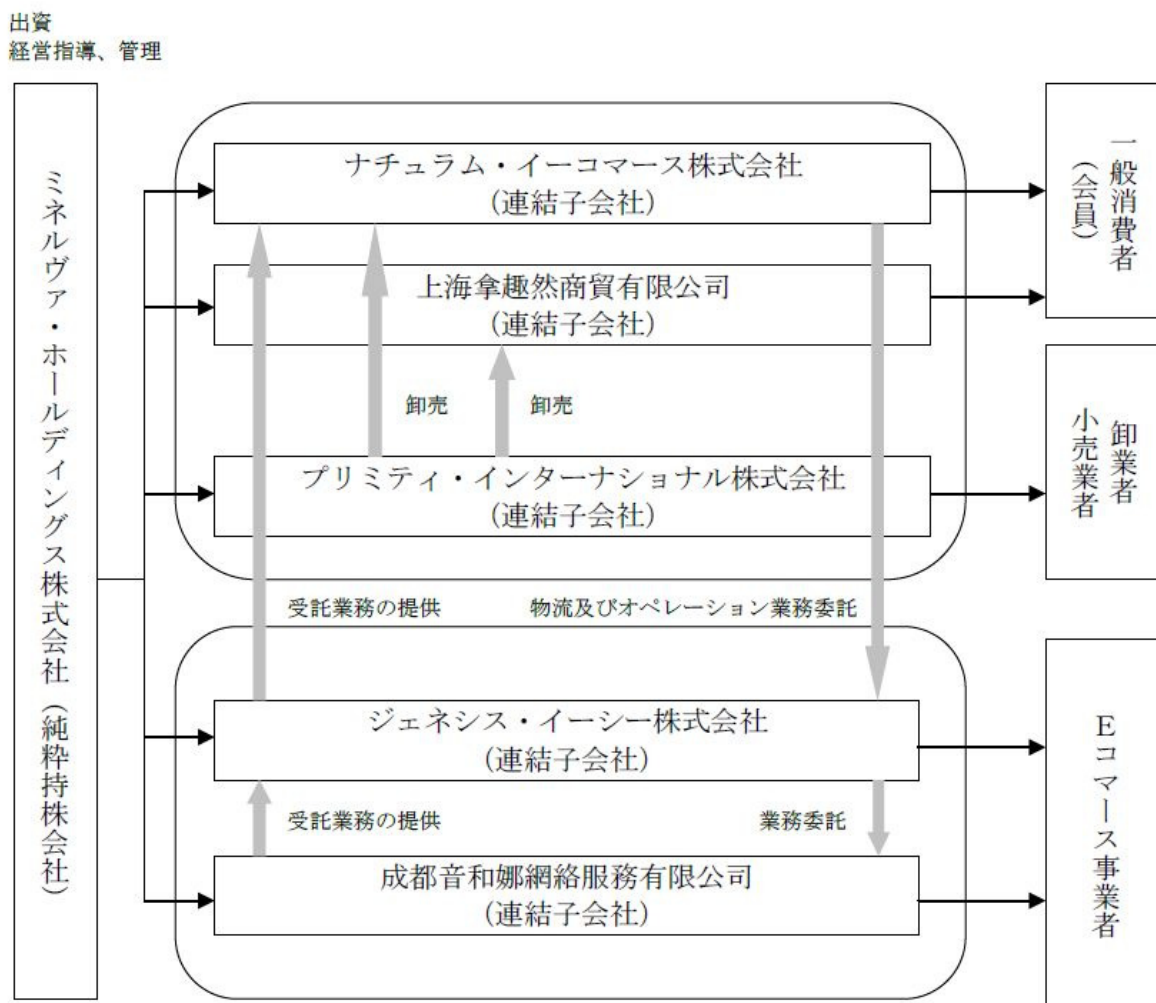 出資
経営指導、管理
ミネルヴァ・ホールディングス株式会社（純粋持株会社）
ナチュラム・イーコマース株式会社
(連結子会社)
上海拿趣然商貿有限公司
(連結子会社)
卸売
卸売
プリミティ・インターナショナル株式会社
(連結子会社)
受託業務の提供
物流及びオペレーション業務委託
ジェネシス・イーシー株式会社
(連結子会社)
受託業務の提供
業務委託
成都音和娜網絡服務有限公司
(連結子会社)
一般消費者
（会員）
卸業者
小売業者
Eコマース事業者